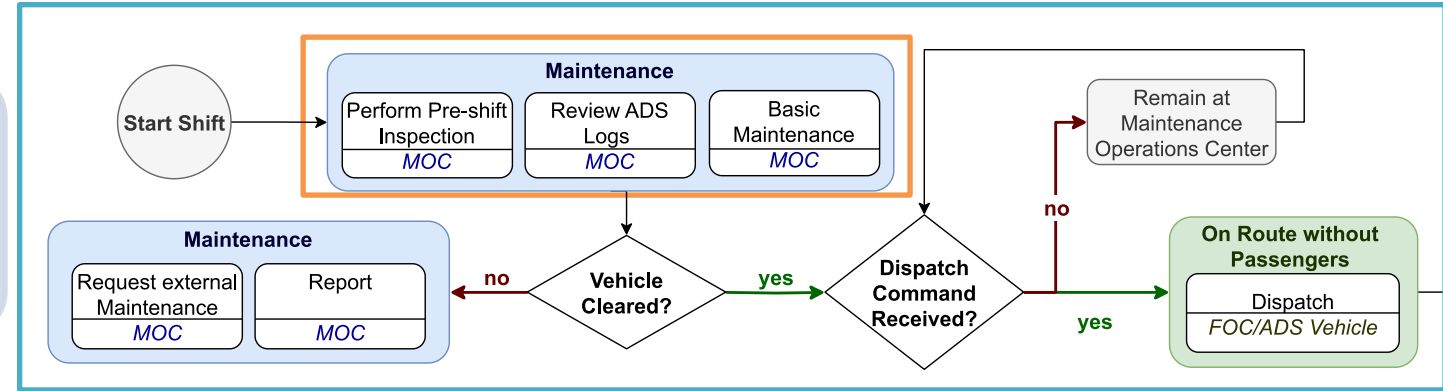 Start Shift
Maintenance
Perform Pre-shift
Inspection
MOC
Review ADS
Logs
MOC
Basic
Maintenance
MOC
Remain at
Maintenance
Operations Center
Maintenance
Request external
Maintenance
MOC
Report
MOC
no
Vehicle
Cleared?
yes
Dispatch
Command
Received?
no
yes
On Route without
Passengers
Dispatch
FOC/ADS Vehicle